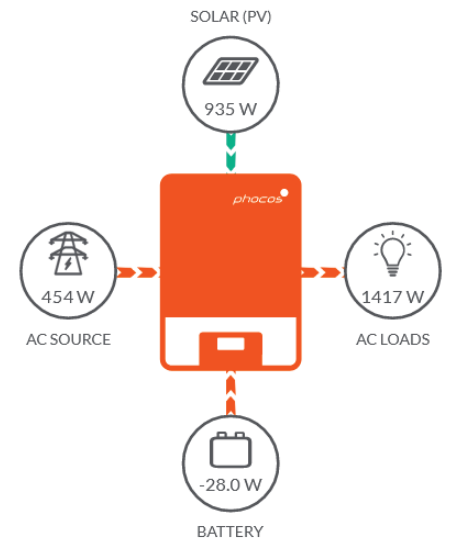 SOLAR (PV)
935 W
phocos
454 W
AC SOURCE
1417 W
AC LOADS
-28.0 W
BATTERY